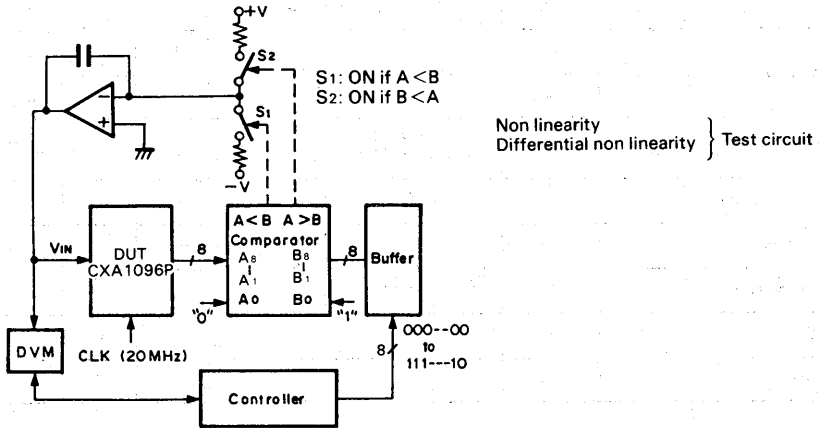 +V
S2
S1: ON if A<B
S2: ON if B<A
S1
−V
−
+
Non linearity
Differential non linearity } Test circuit
A<B A>B
Comparator
A8 B8
A1 B1
A0 B0
"0"
"1"
VIN
DUT
CXA1096P
8
8
Buffer
CLK (20MHz)
DVM
8
000--00
to
111---10
Controller